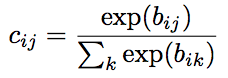 c_{ij} = \frac{\exp(b_{ij})}{\sum_k \exp(b_{ik})}